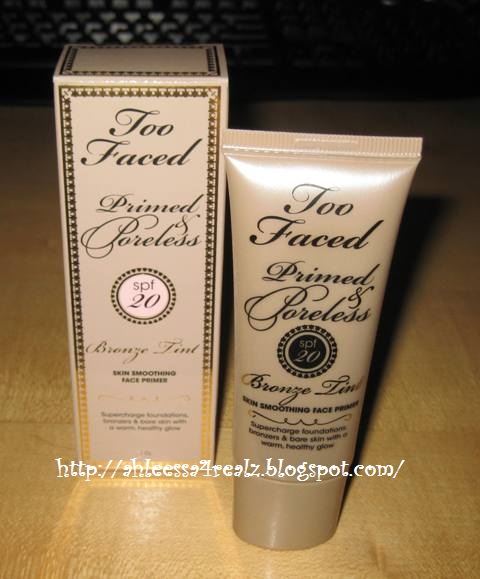 Too
Faced
Primed
&
Poreless
spf
20
Bronze Tint
SKIN SMOOTHING
FACE PRIMER
Supercharge foundations,
bronzers & bare skin with
a warm, healthy glow
Too
Faced
Primed
&
Poreless
spf
20
Bronze Tint
SKIN SMOOTHING FACE PRIMER
Supercharge foundations,
bronzers & bare skin with a
warm, healthy glow
http://ahleessa4realz.blogspot.com/